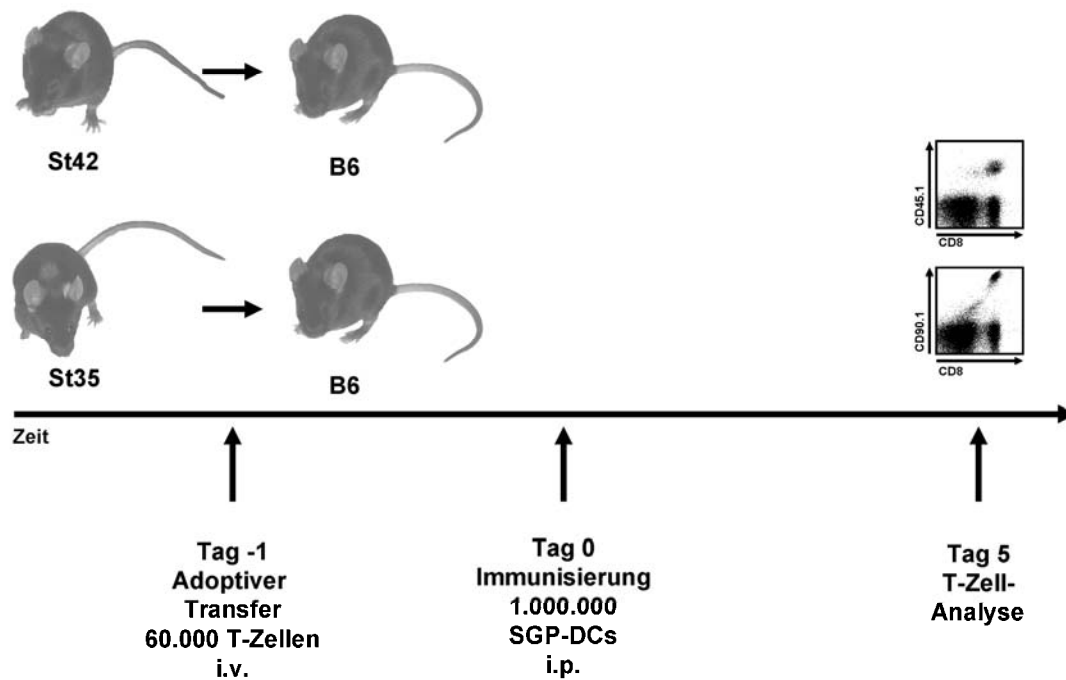 St42
B6
CD45.1
CD8
St35
B6
CD90.1
CD8
Zeit
Tag -1
Adoptiver
Transfer
60.000 T-Zellen
i.v.
Tag 0
Immunisierung
1.000.000
SGP-DCs
i.p.
Tag 5
T-Zell-
Analyse